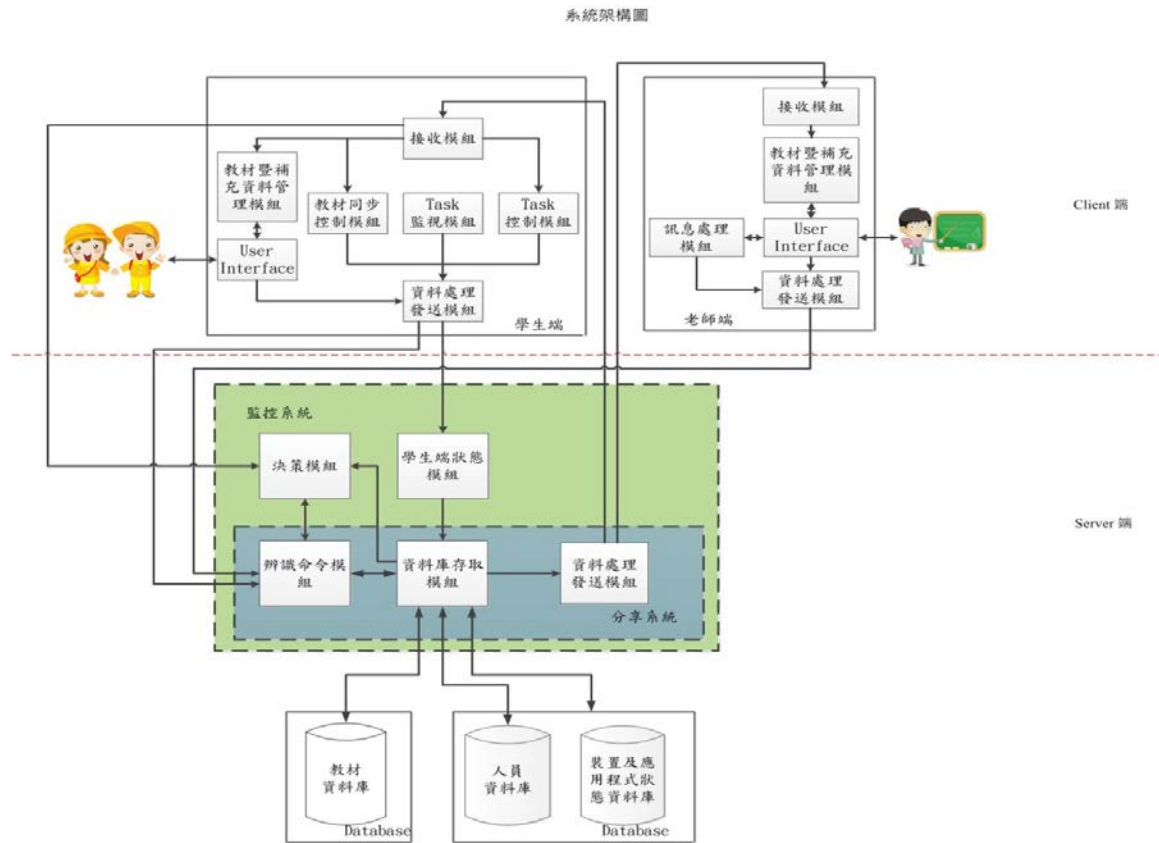 系統架構圖
接收模組
教材暨補
充資料管
理模組
教材同步
控制模組
Task
監視模組
Task
控制模組
User
Interface
資料處理
發送模組
學生端
接收模組
教材暨補充
資料管理模
組
訊息處理
模組
User
Interface
資料處理
發送模組
老師端
Client 端
監控系統
決策模組
學生端狀態
模組
辨識命令模
組
資料庫存取
模組
資料處理
發送模組
分享系統
Server 端
教材
資料庫
Database
人員
資料庫
裝置及應
用程式狀
態資料庫
Database